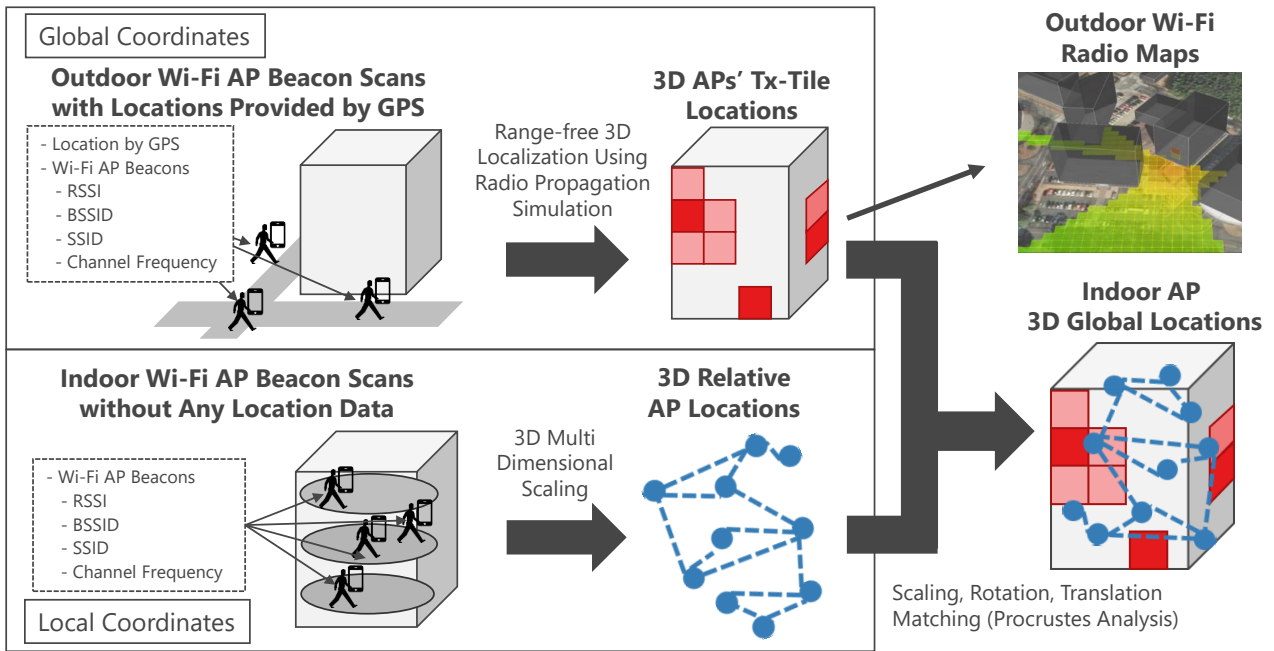 Global Coordinates
Outdoor Wi-Fi AP Beacon Scans
with Locations Provided by GPS
- Location by GPS
- Wi-Fi AP Beacons
- RSSI
- BSSID
- SSID
- Channel Frequency
Range-free 3D
Localization Using
Radio Propagation
Simulation
3D APs’ Tx-Tile
Locations
Outdoor Wi-Fi
Radio Maps
Indoor Wi-Fi AP Beacon Scans
without Any Location Data
- Wi-Fi AP Beacons
- RSSI
- BSSID
- SSID
- Channel Frequency
Local Coordinates
3D Multi
Dimensional
Scaling
3D Relative
AP Locations
Indoor AP
3D Global Locations
Scaling, Rotation, Translation
Matching (Procrustes Analysis)